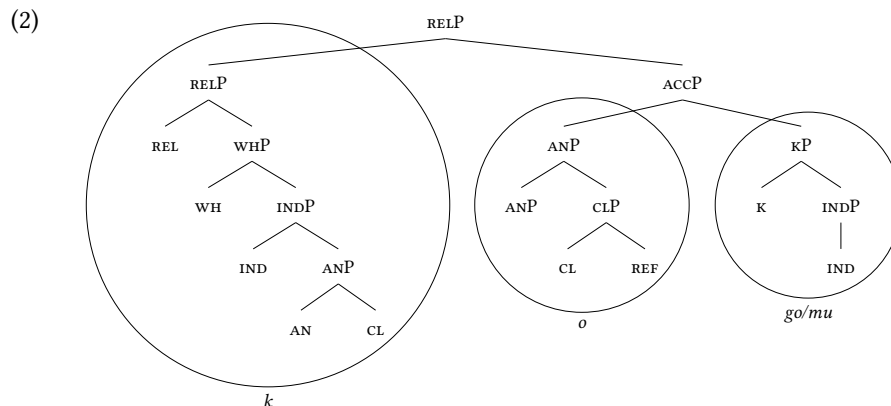 (2)
RELP
RELP ACCP
REL WHP ANP KP
WH INDP ANP CLP K INDP
IND ANP CL REF IND
AN CL
o go/mu
k